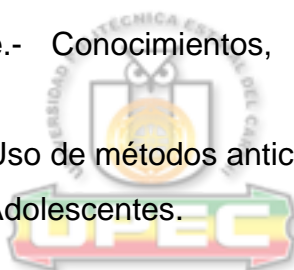 e.- Conocimientos,
Uso de métodos antic
Adolescentes.
UPEC